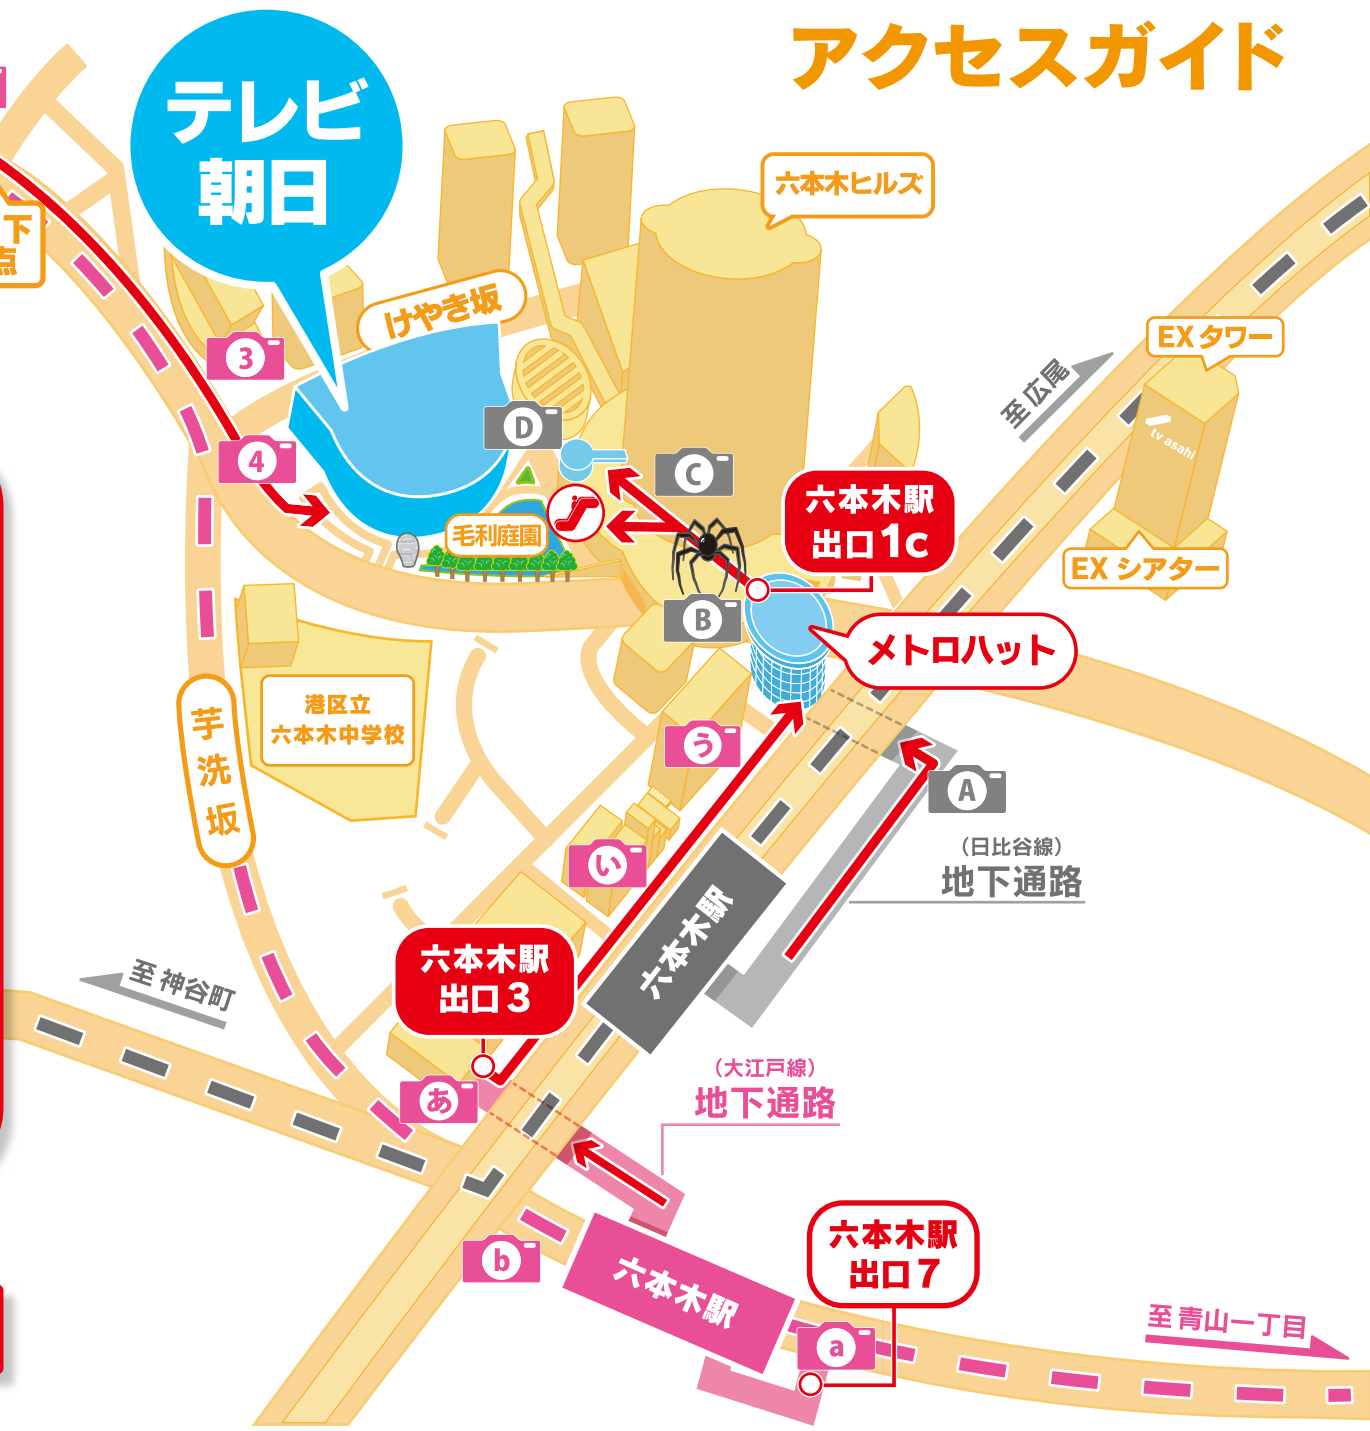 アクセスガイド
テレビ
朝日
六本木ヒルズ
下
点
けやき坂
EX タワー
至 広尾
tv asahi
3
4
D
C
六本木駅
出口 1c
毛利庭園
EX シアター
B
メトロハット
港区立
六本木中学校
芋洗坂
う
A
（日比谷線）
地下通路
い
六本木駅
六本木駅
出口 3
至 神谷町
（大江戸線）
地下通路
あ
b
六本木駅
六本木駅
出口 7
a
至 青山一丁目